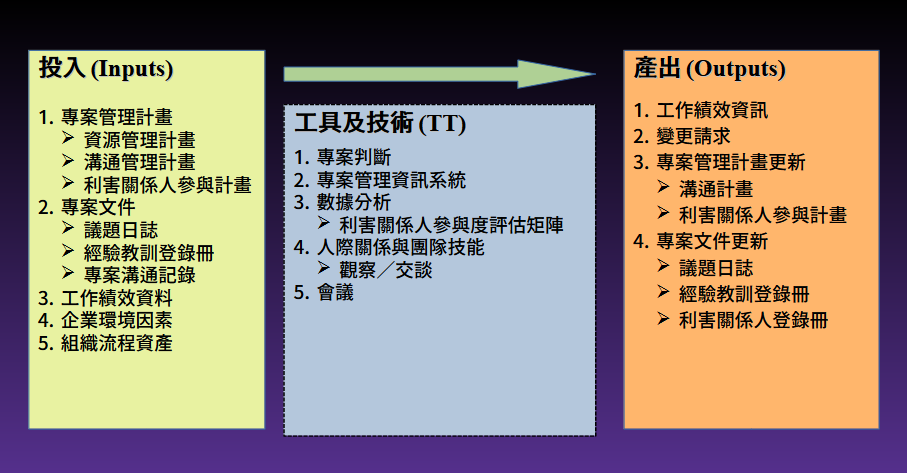 投入 (Inputs)
1. 專案管理計畫
➢ 資源管理計畫
➢ 溝通管理計畫
➢ 利害關係人參與計畫
2. 專案文件
➢ 議題日誌
➢ 經驗教訓登錄冊
➢ 專案溝通記錄
3. 工作績效資料
4. 企業環境因素
5. 組織流程資產
工具及技術 (TT)
1. 專案判斷
2. 專案管理資訊系統
3. 數據分析
➢ 利害關係人參與度評估矩陣
4. 人際關係與團隊技能
➢ 觀察／交談
5. 會議
產出 (Outputs)
1. 工作績效資訊
2. 變更請求
3. 專案管理計畫更新
➢ 溝通計畫
➢ 利害關係人參與計畫
4. 專案文件更新
➢ 議題日誌
➢ 經驗教訓登錄冊
➢ 利害關係人登錄冊